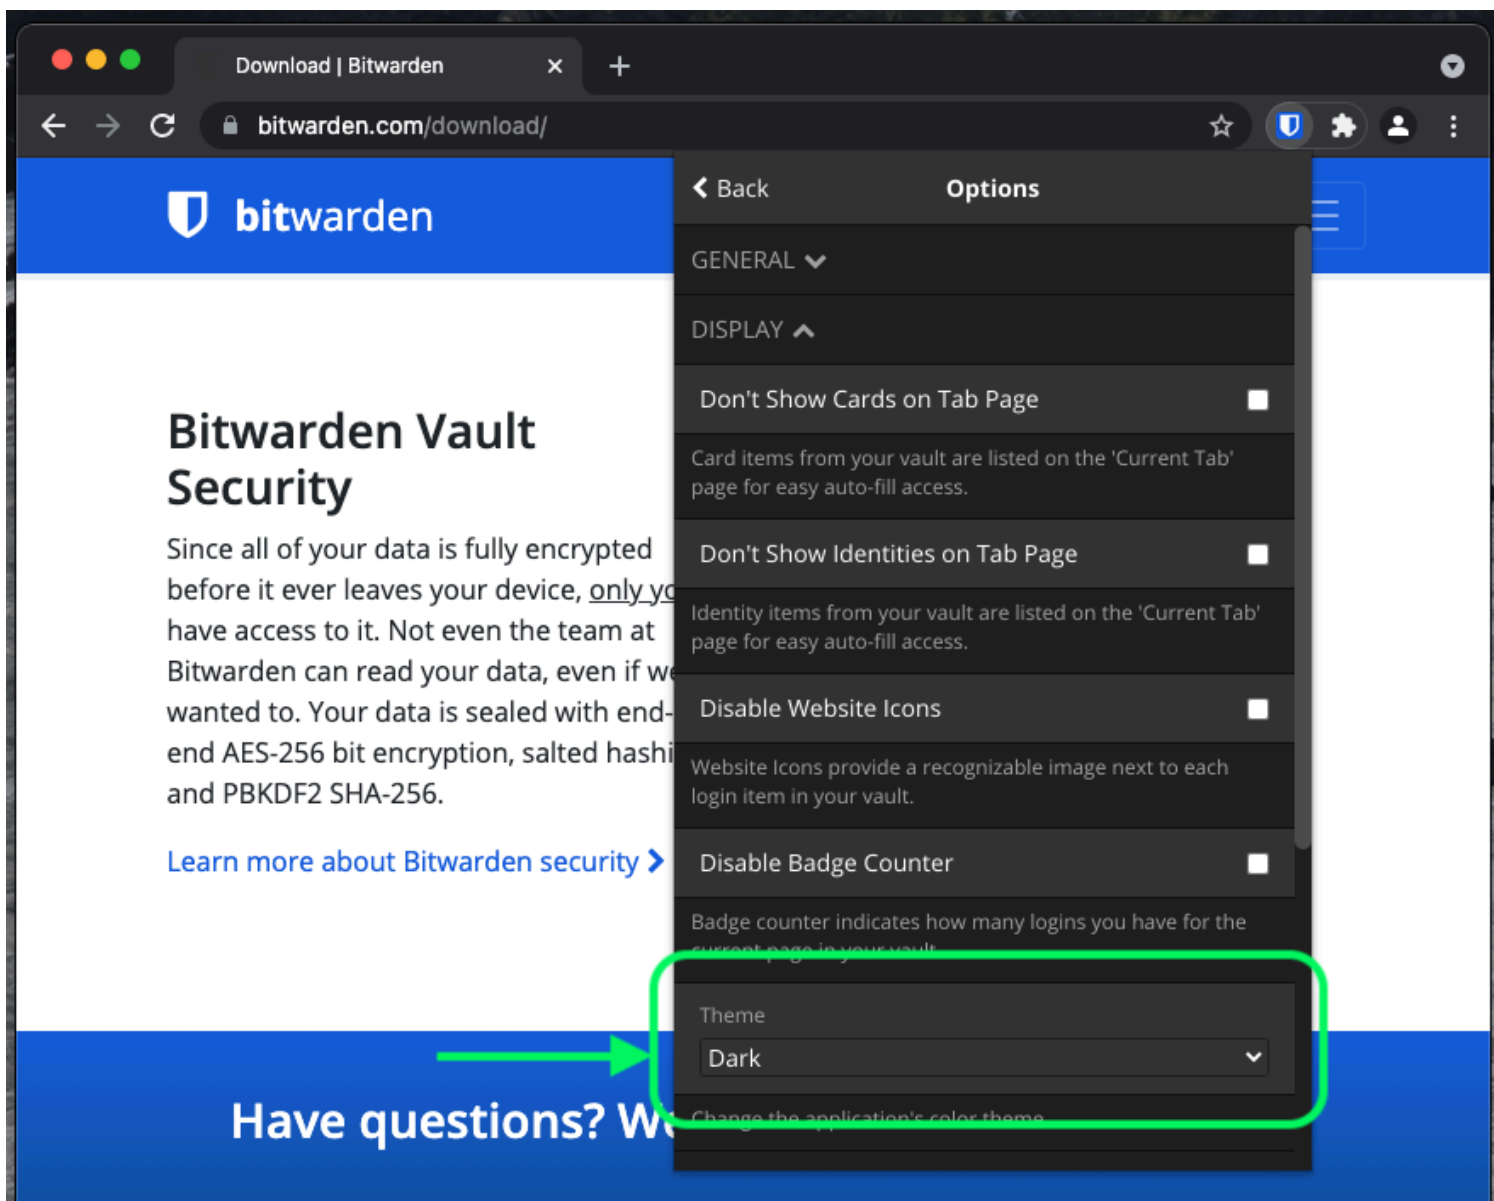 Download | Bitwarden
bitwarden.com/download/
bitwarden
Bitwarden Vault
Security
Since all of your data is fully encrypted
before it ever leaves your device, only
have access to it. Not even the team at
Bitwarden can read your data, even if
wanted to. Your data is sealed with end-
end AES-256 bit encryption, salted
and PBKDF2 SHA-256.
Learn more about Bitwarden security
Have questions?
Back
Options
GENERAL
DISPLAY
Don't Show Cards on Tab Page
Card items from your vault are listed on the 'Current Tab'
page for easy auto-fill access.
Don't Show Identities on Tab Page
Identity items from your vault are listed on the 'Current Tab'
page for easy auto-fill access.
Disable Website Icons
Website Icons provide a recognizable image next to each
login item in your vault.
Disable Badge Counter
Badge counter indicates how many logins you have for the
current page in your vault.
Theme
Dark
Change the application's color theme.